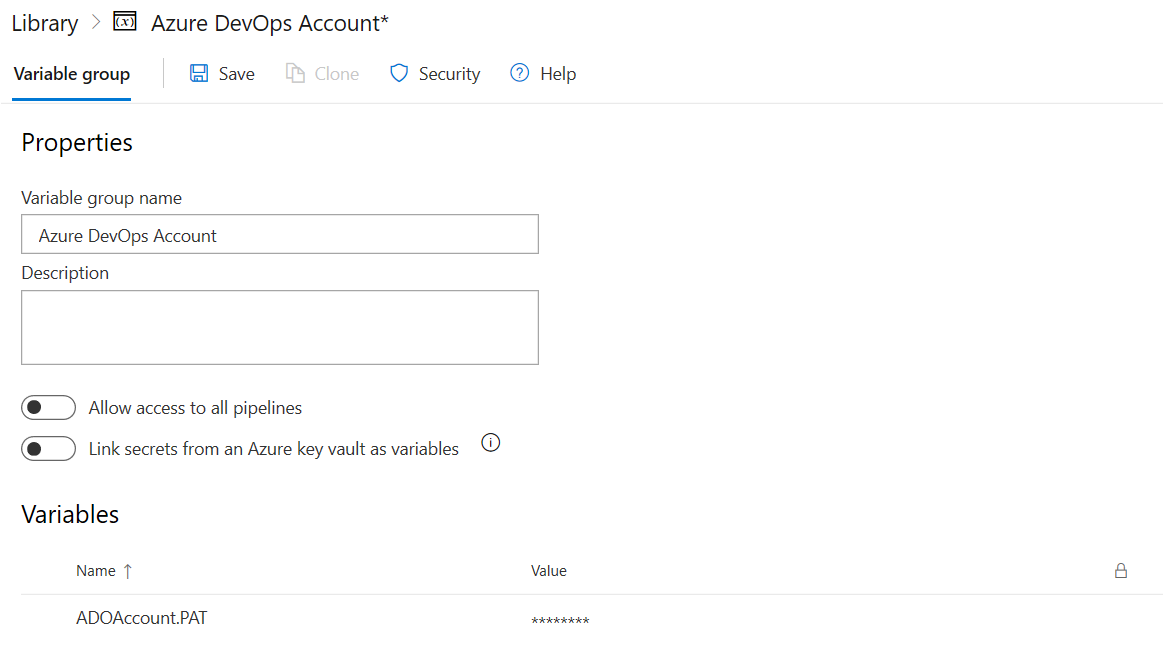 Library > (x) Azure DevOps Account*
Variable group Save Clone Security ? Help
Properties
Variable group name
Azure DevOps Account
Description
Allow access to all pipelines
Link secrets from an Azure key vault as variables i
Variables
Name ↑ Value
ADOAccount.PAT ********